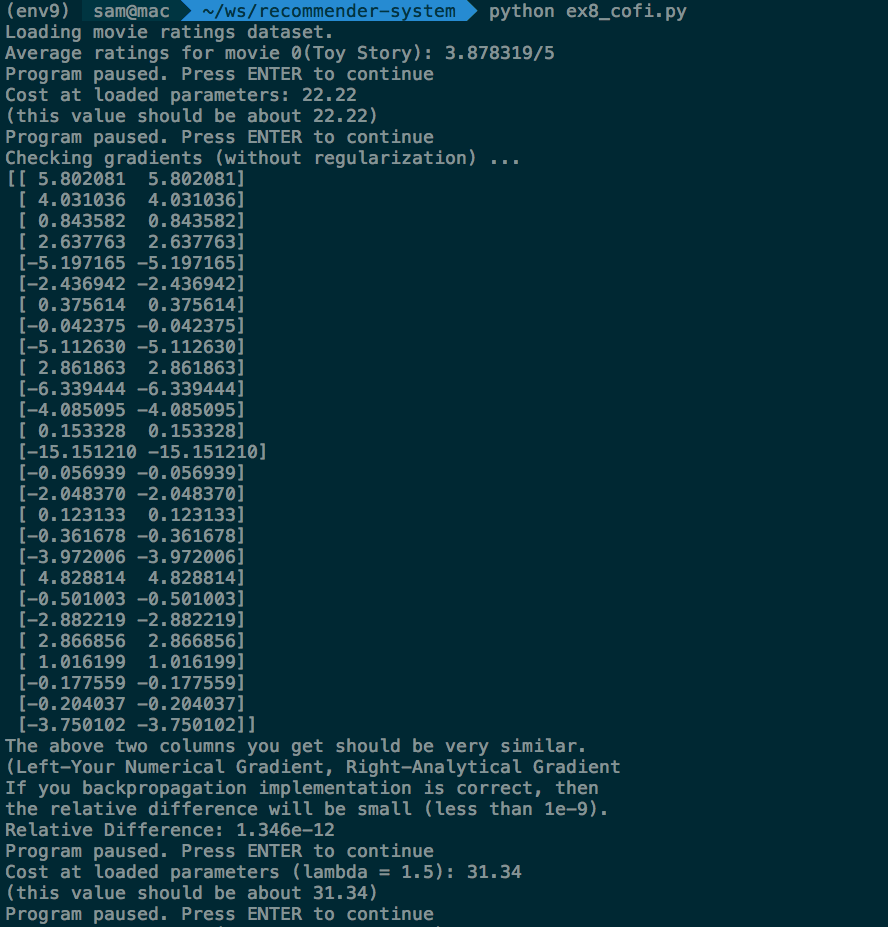 (env9) sam@mac ~/ws/recommender-system python ex8_cofi.py
Loading movie ratings dataset.
Average ratings for movie 0(Toy Story): 3.878319/5
Program paused. Press ENTER to continue
Cost at loaded parameters: 22.22
(this value should be about 22.22)
Program paused. Press ENTER to continue
Checking gradients (without regularization) ...
[[ 5.802081  5.802081]
 [ 4.031036  4.031036]
 [ 0.843582  0.843582]
 [ 2.637763  2.637763]
 [-5.197165 -5.197165]
 [-2.436942 -2.436942]
 [ 0.375614  0.375614]
 [-0.042375 -0.042375]
 [-5.112630 -5.112630]
 [ 2.861863  2.861863]
 [-6.339444 -6.339444]
 [-4.085095 -4.085095]
 [ 0.153328  0.153328]
 [-15.151210 -15.151210]
 [-0.056939 -0.056939]
 [-2.048370 -2.048370]
 [ 0.123133  0.123133]
 [-0.361678 -0.361678]
 [-3.972006 -3.972006]
 [ 4.828814  4.828814]
 [-0.501003 -0.501003]
 [-2.882219 -2.882219]
 [ 2.866856  2.866856]
 [ 1.016199  1.016199]
 [-0.177559 -0.177559]
 [-0.204037 -0.204037]
 [-3.750102 -3.750102]]
The above two columns you get should be very similar.
(Left-Your Numerical Gradient, Right-Analytical Gradient
If you backpropagation implementation is correct, then
the relative difference will be small (less than 1e-9).
Relative Difference: 1.346e-12
Program paused. Press ENTER to continue
Cost at loaded parameters (lambda = 1.5): 31.34
(this value should be about 31.34)
Program paused. Press ENTER to continue